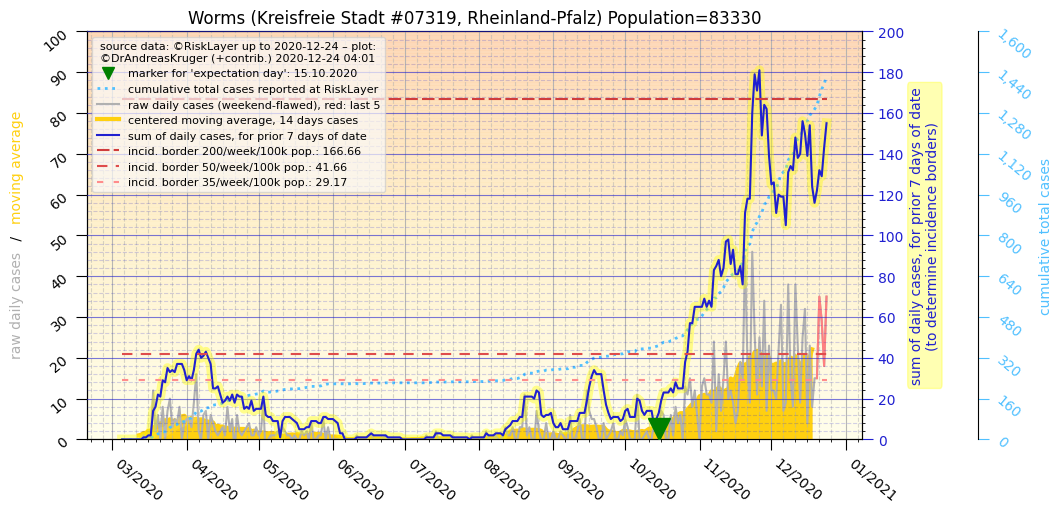 Worms (Kreisfreie Stadt #07319, Rheinland-Pfalz) Population=83330
source data: ©RiskLayer up to 2020-12-24 – plot:
©DrAndreasKruger (+contrib.) 2020-12-24 04:01
marker for 'expectation day': 15.10.2020
cumulative total cases reported at RiskLayer
raw daily cases (weekend-flawed), red: last 5
centered moving average, 14 days cases
sum of daily cases, for prior 7 days of date
incid. border 200/week/100k pop.: 166.66
incid. border 50/week/100k pop.: 41.66
incid. border 35/week/100k pop.: 29.17
raw daily cases / moving average
100
90
80
70
60
50
40
30
20
10
0
03/2020
04/2020
05/2020
06/2020
07/2020
08/2020
09/2020
10/2020
11/2020
12/2020
01/2021
200
180
160
140
120
100
80
60
40
20
0
sum of daily cases, for prior 7 days of date
(to determine incidence borders)
1,600
1,440
1,280
1,120
960
800
640
480
320
160
0
cumulative total cases